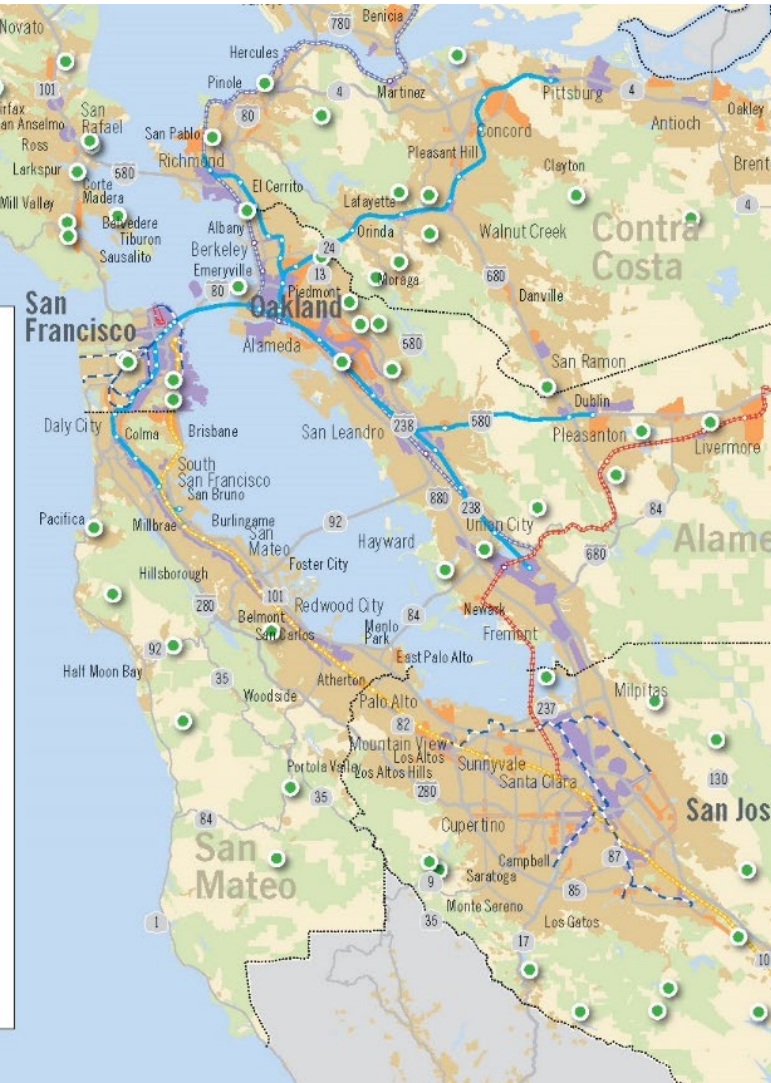 Benicia
780
Novato
Hercules
101
Pinole
4
Martinez
Pittsburg
4
Oakley
San
Rafael
80
San Pablo
Concord
Antioch
San Anselmo
Ross
Richmond
Pleasant Hill
Brent
Larkspur
580
El Cerrito
Clayton
Corte
Madera
Lafayette
4
Mill Valley
Belvedere
Tiburon
Albany
Orinda
Walnut Creek
Contra
Costa
Sausalito
Berkeley
24
Emeryville
13
680
80
Piedmont
Moraga
Danville
San
Francisco
Oakland
Alameda
580
San Ramon
Dublin
Daly City
Colma
Brisbane
San Leandro
238
580
Pleasanton
Livermore
South
San Francisco
San Bruno
880
238
84
Pacifica
Millbrae
Burlingame
92
Union City
San
Mateo
Hayward
680
Alame
Hillsborough
Foster City
280
101
Redwood City
Newark
Belmont
84
San Carlos
Menlo
Park
Fremont
92
East Palo Alto
Half Moon Bay
35
Atherton
Woodside
Palo Alto
237
Milpitas
82
Mountain View
Los Altos
Sunnyvale
Portola Valley
Los Altos Hills
Santa Clara
130
35
280
84
Cupertino
San Jos
San
Mateo
Campbell
87
9
Saratoga
85
Monte Sereno
35
Los Gatos
1
17
10